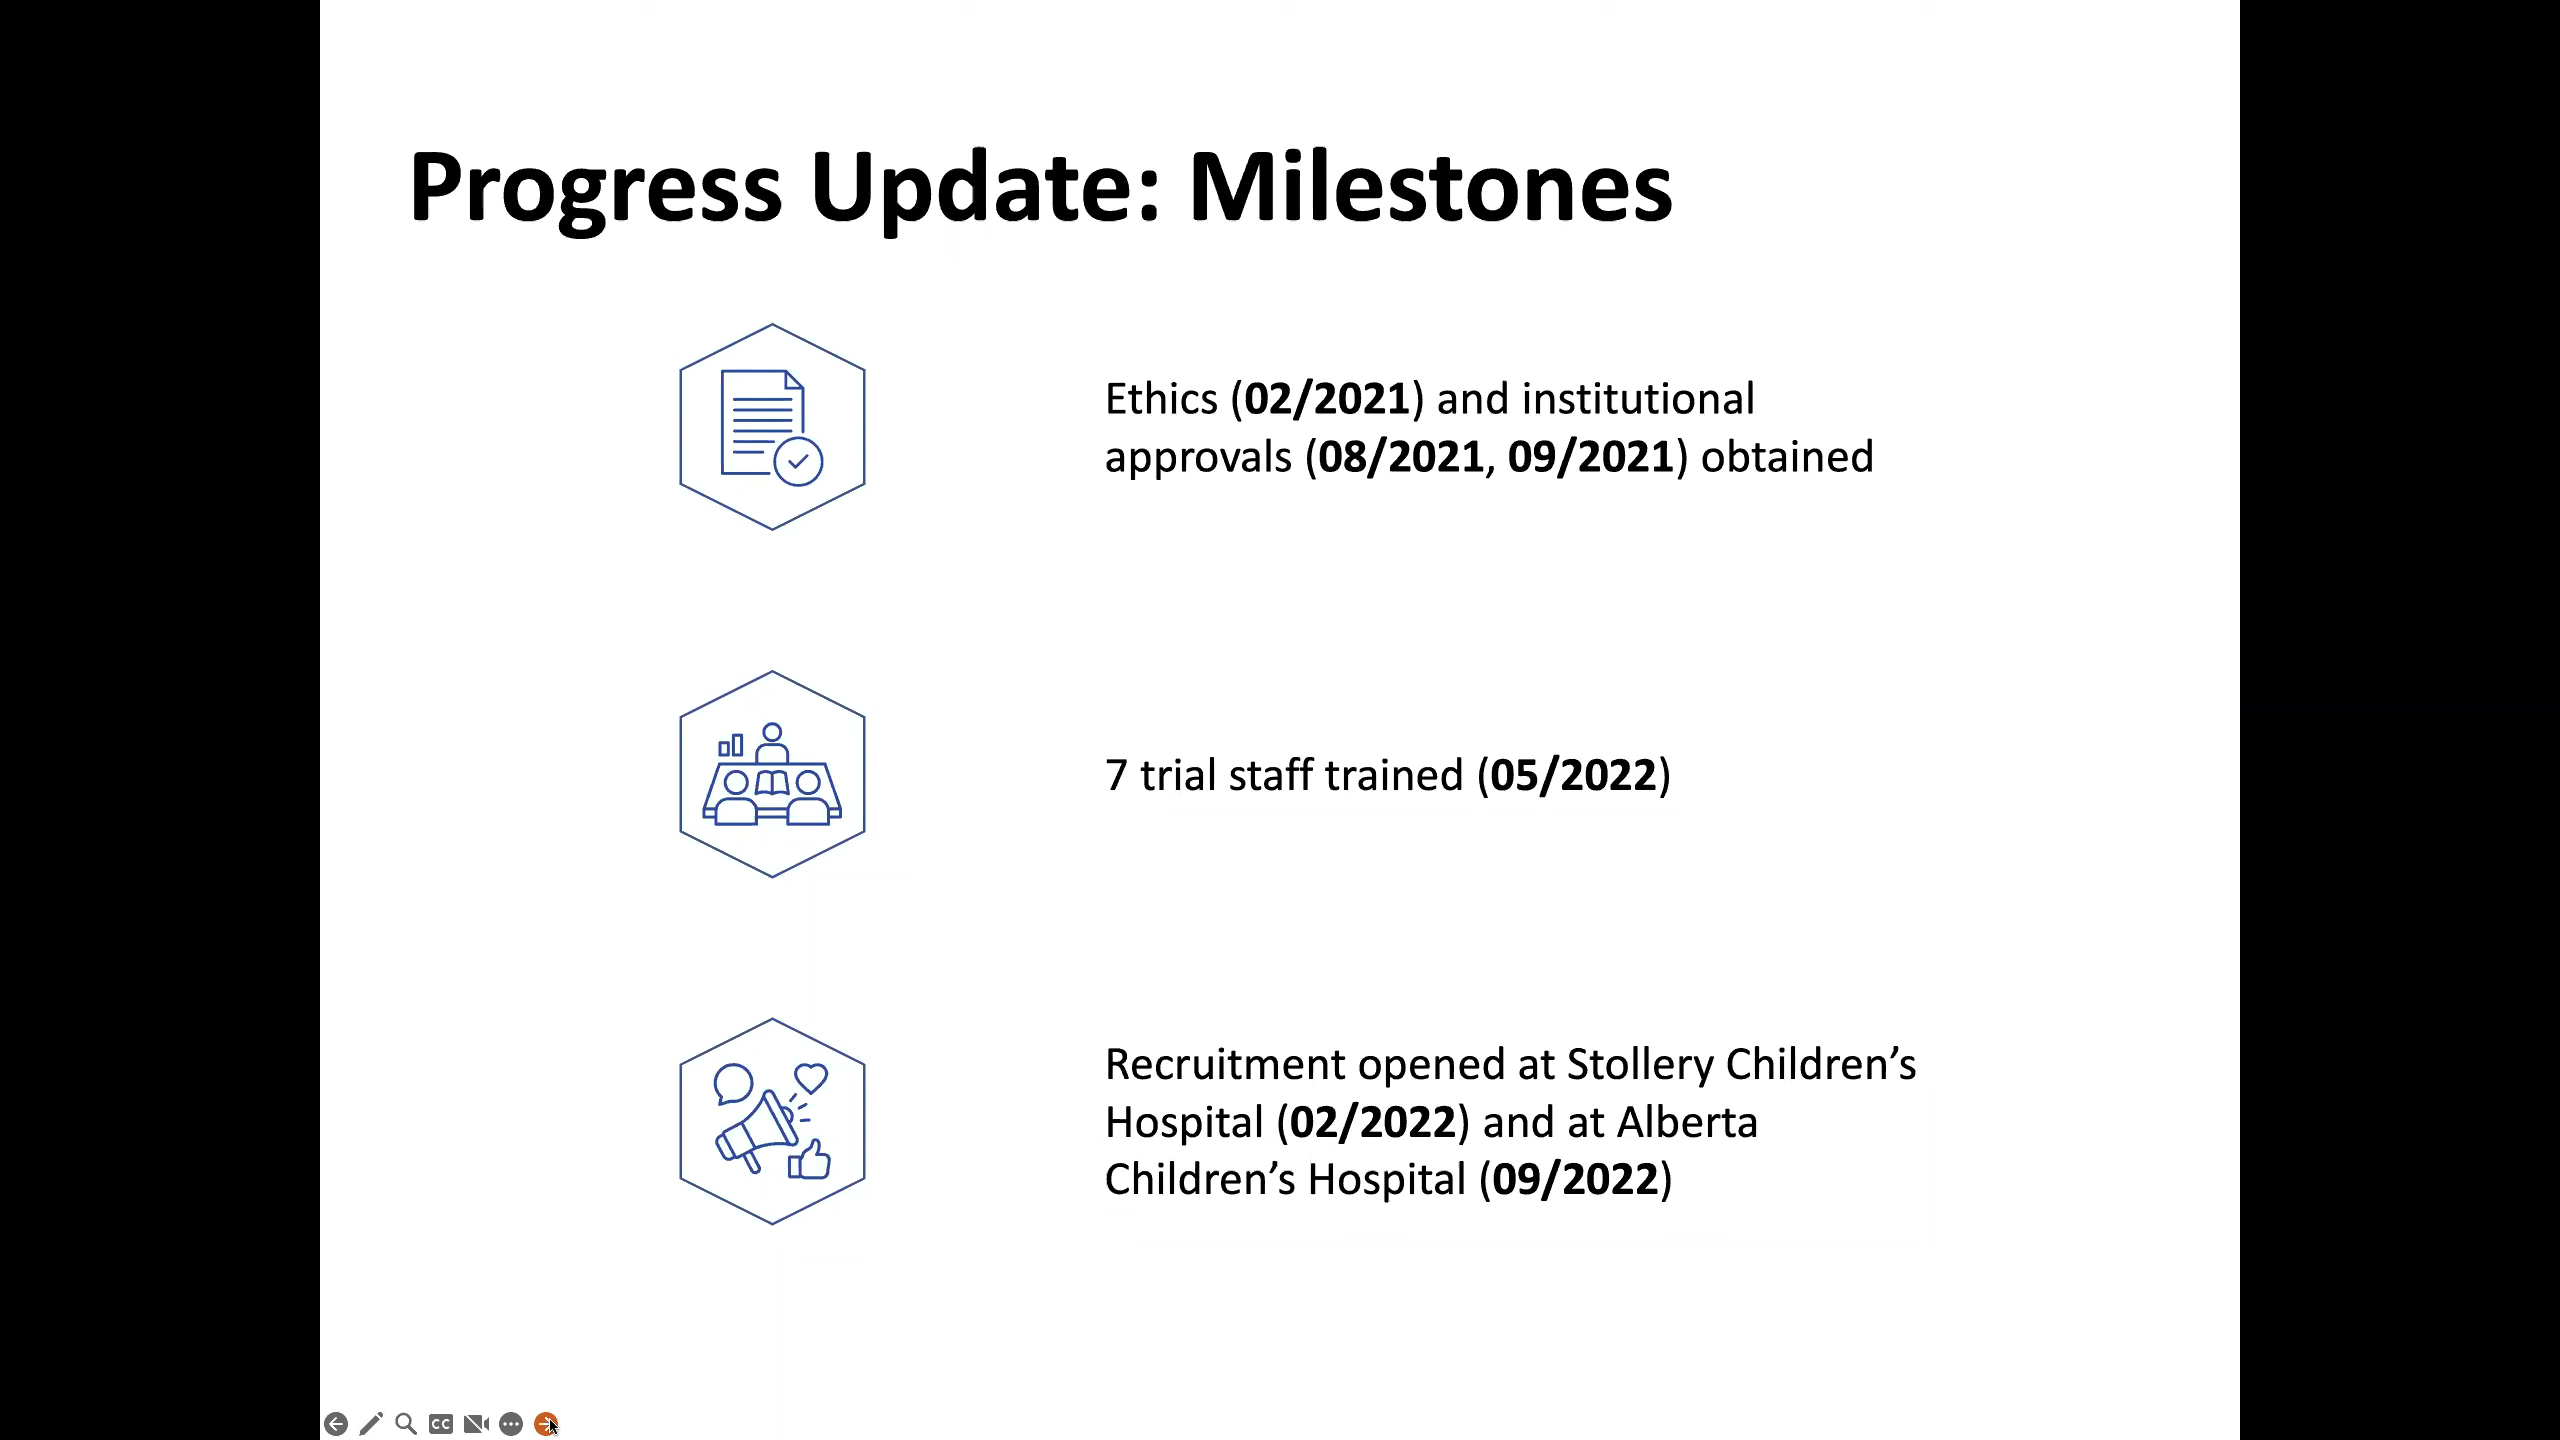 Progress Update: Milestones
Ethics (02/2021) and institutional
approvals (08/2021, 09/2021) obtained
7 trial staff trained (05/2022)
Recruitment opened at Stollery Children’s
Hospital (02/2022) and at Alberta
Children’s Hospital (09/2022)
CC